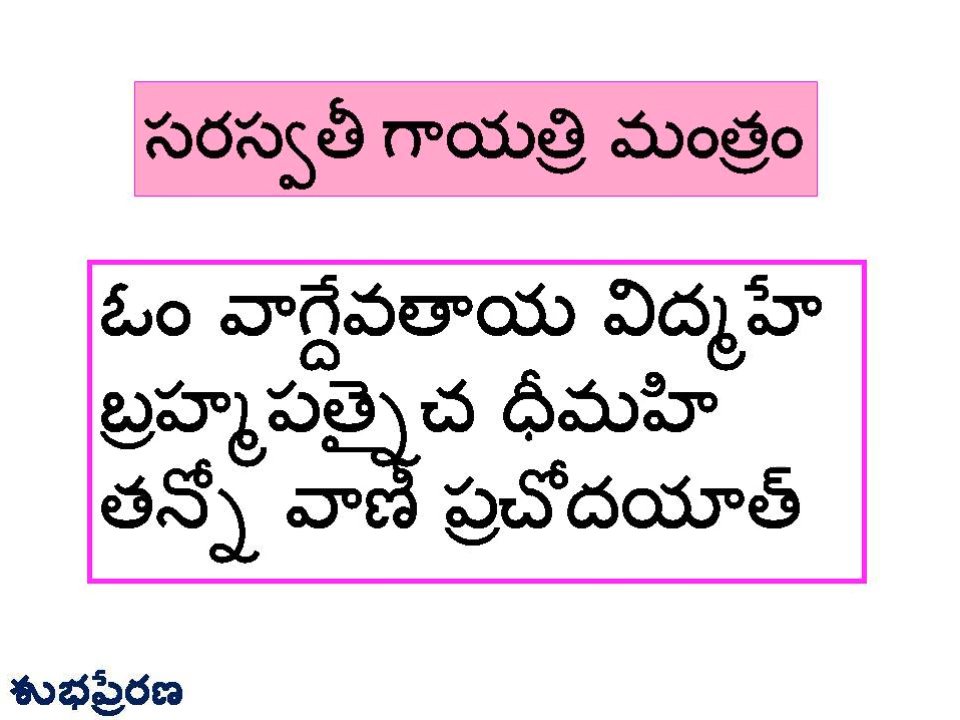 సరస్వతీ గాయత్రి మంత్రం
ఓం వాగ్దేవతాయ విద్మహే
బ్రహ్మపత్నైచ ధీమహి
తన్నో వాణీ ప్రచోదయాత్
శుభప్రేరణ